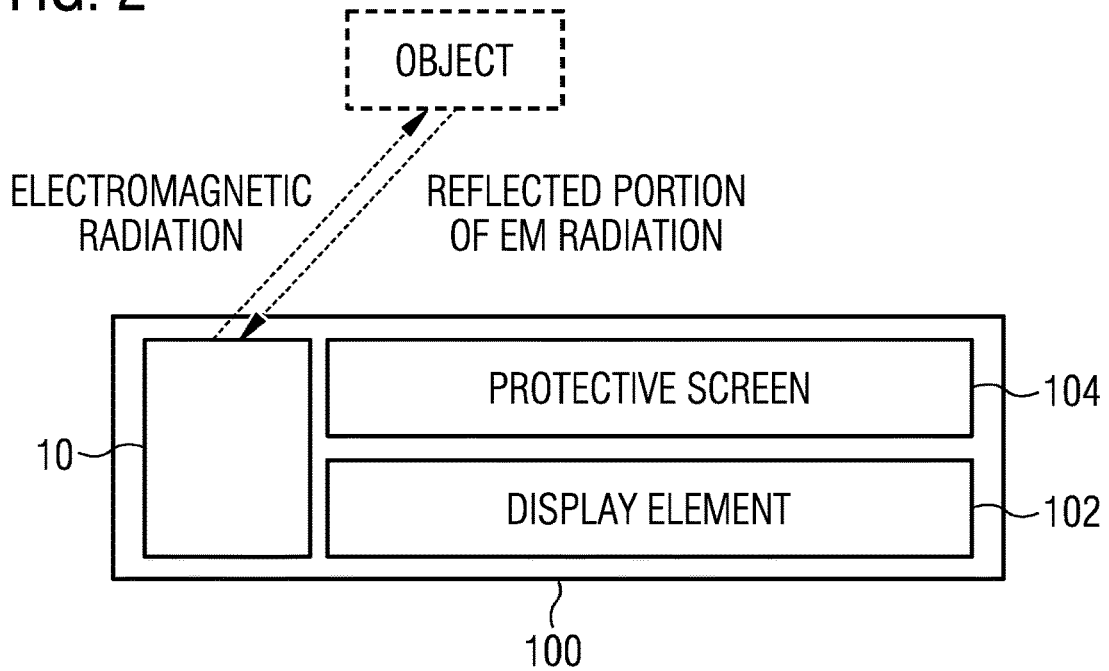 FIG. 2
OBJECT
ELECTROMAGNETIC
RADIATION
REFLECTED PORTION
OF EM RADIATION
PROTECTIVE SCREEN
104
10
DISPLAY ELEMENT
102
100